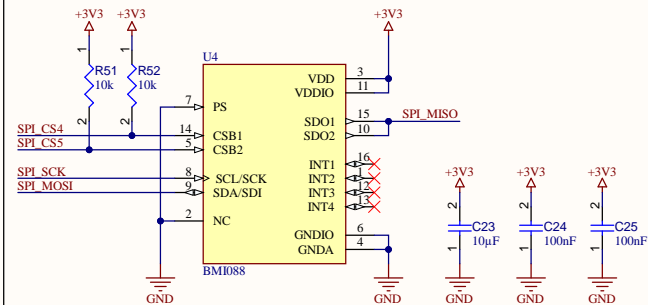 +3V3
+3V3
+3V3
U4
1
1
R51
R52
10k
10k
2
2
7
PS
VDD
3
VDDIO
11
SPI_CS4
14
CSB1
SDO1
15
SPI_MISO
SPI_CS5
5
CSB2
SDO2
10
INT1
16
SPI_SCK
8
SCL/SCK
INT2
1
SPI_MOSI
9
SDA/SDI
INT3
12
INT4
13
2
NC
GNDIO
6
GNDA
4
BMI088
GND
GND
+3V3
+3V3
+3V3
2
2
2
C23
C24
C25
10µF
100nF
100nF
1
1
1
GND
GND
GND